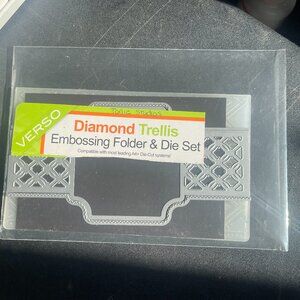 VERSO
Diamond Trellis
Embossing Folder & Die Set
Compatible with most leading A4+ Die-Cut systems!